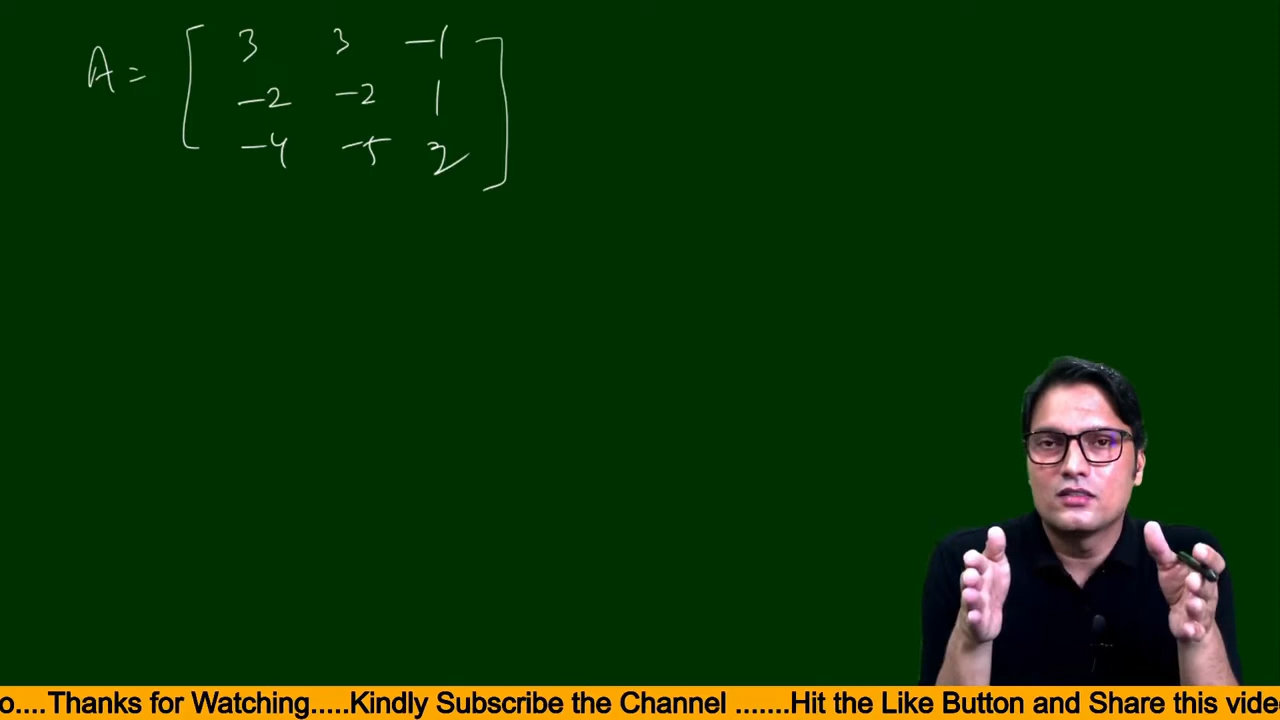 A = [ 3 3 -1
-2 -2 1
-4 -5 2 ]
o....Thanks for Watching.....Kindly Subscribe the Channel .......Hit the Like Button and Share this vide